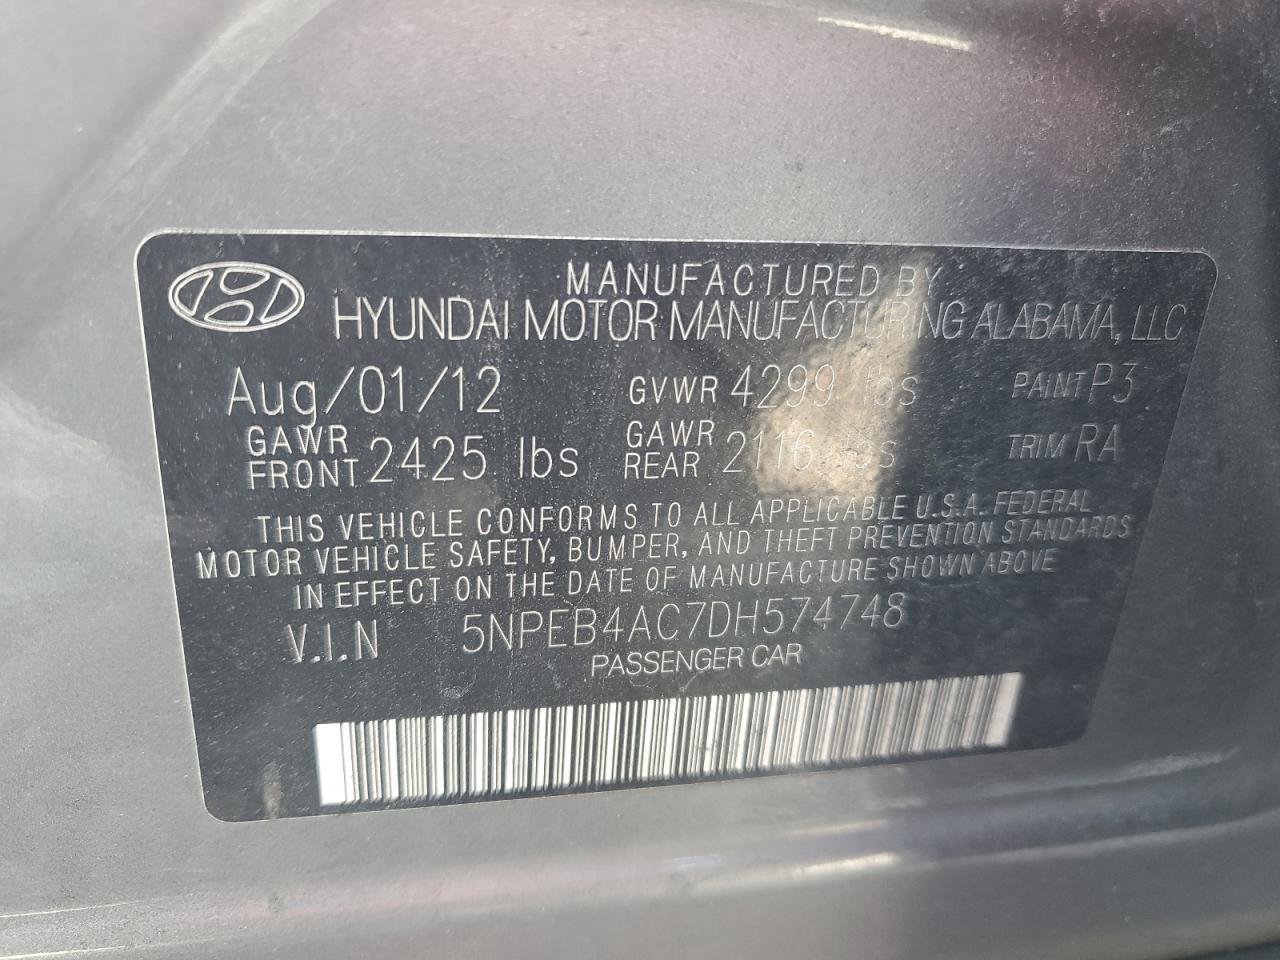 MANUFACTURED BY
HYUNDAI MOTOR MANUFACTURING ALABAMA, LLC
Aug/01/12 GVWR 4299 lbs PAINT P3
GAWR FRONT 2425 lbs GAWR REAR 2116 lbs TRIM RA
THIS VEHICLE CONFORMS TO ALL APPLICABLE U.S.A. FEDERAL
MOTOR VEHICLE SAFETY, BUMPER, AND THEFT PREVENTION STANDARDS
IN EFFECT ON THE DATE OF MANUFACTURE SHOWN ABOVE
V.I.N 5NPEB4AC7DH574748
PASSENGER CAR